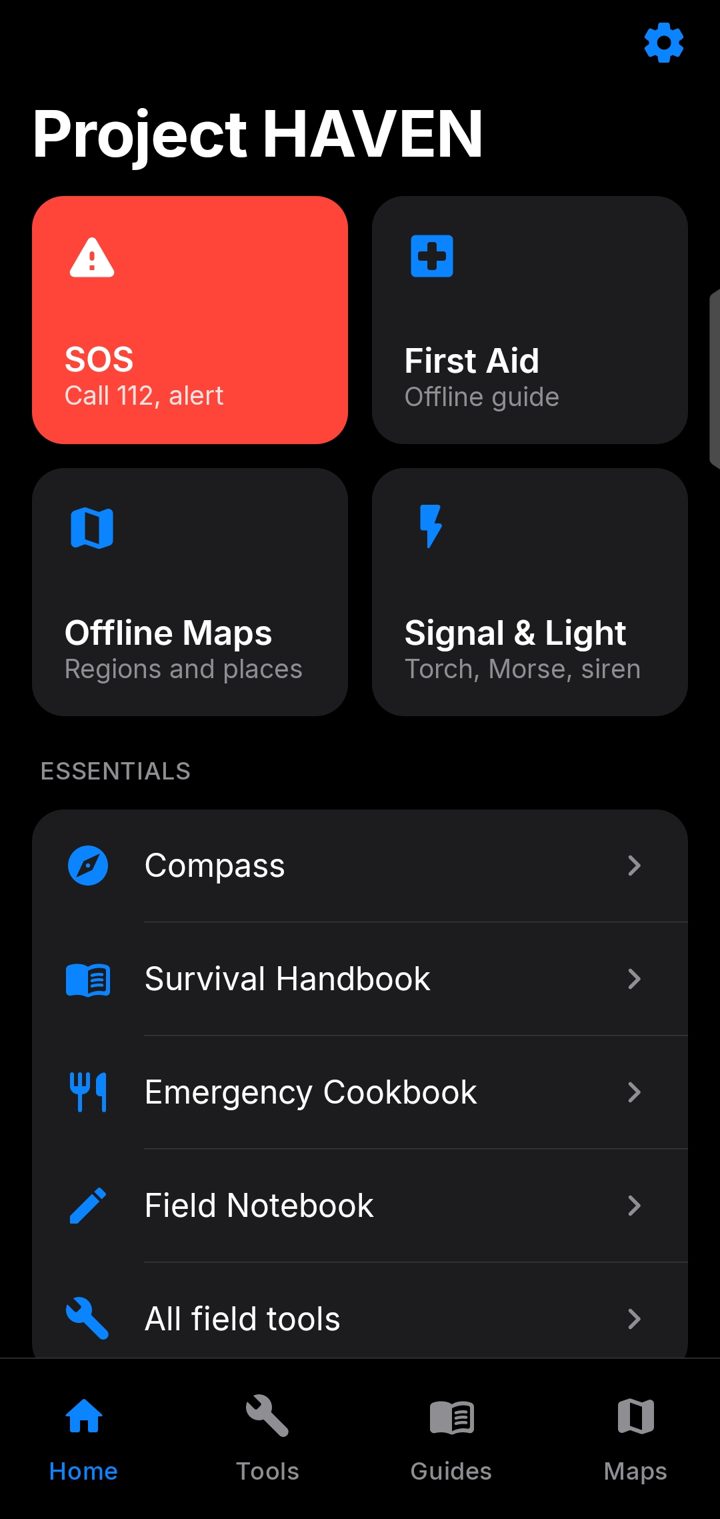 Project HAVEN
SOS
Call 112, alert
First Aid
Offline guide
Offline Maps
Regions and places
Signal & Light
Torch, Morse, siren
ESSENTIALS
Compass
Survival Handbook
Emergency Cookbook
Field Notebook
All field tools
Home
Tools
Guides
Maps